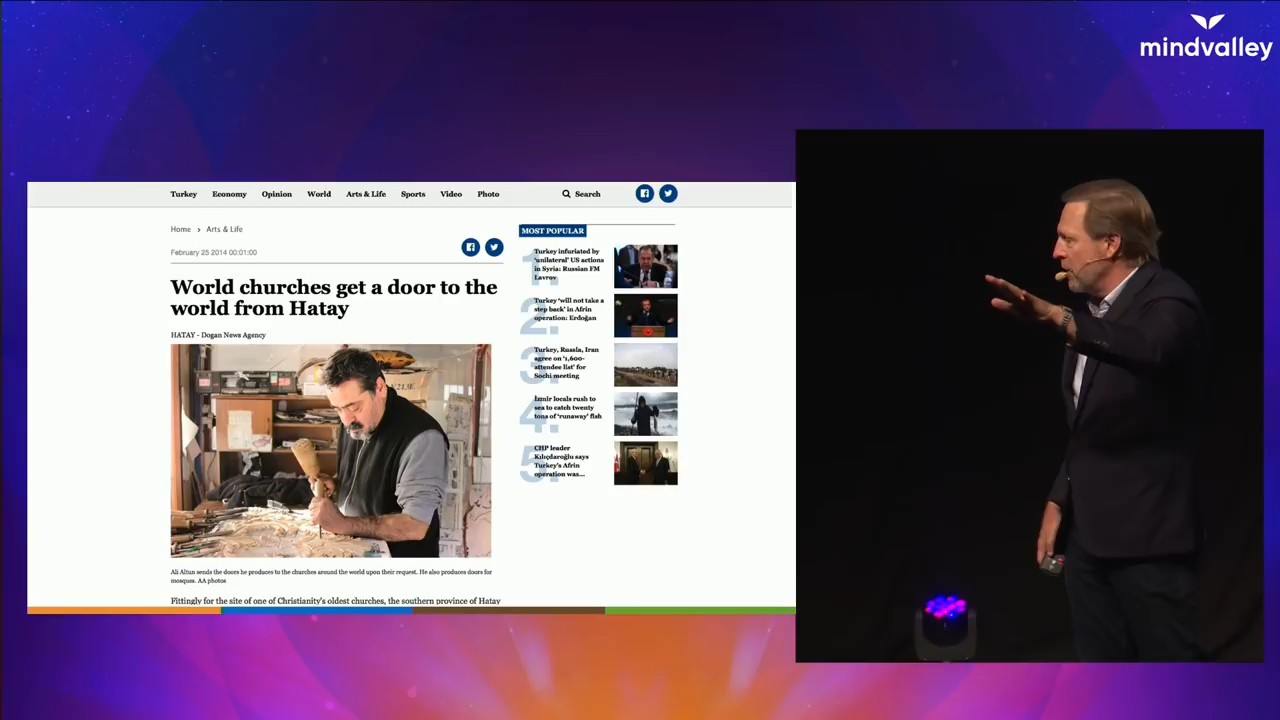 mindvalley
Turkey Economy Opinion World Arts & Life Sports Video Photo Search
Home › Arts & Life
February 25 2014 00:01:00
World churches get a door to the
world from Hatay
HATAY - Dogan News Agency
Ali Altun sends the doors he produces to the churches around the world upon their request. He also produces doors for
mosques. AA photos
Fittingly for the site of one of Christianity's oldest churches, the southern province of Hatay
MOST POPULAR
1.
Turkey infuriated by
'unilateral' US actions
in Syria: Russian FM
Lavrov
2.
Turkey 'will not take a
step back' in Afrin
operation: Erdoğan
3.
Turkey, Russia, Iran
agree on '1,600-
attendee list' for
Sochi meeting
4.
İzmir locals rush to
sea to catch twenty
tons of 'runaway' fish
5.
CHP leader
Kılıçdaroğlu says
Turkey's Afrin
operation was...